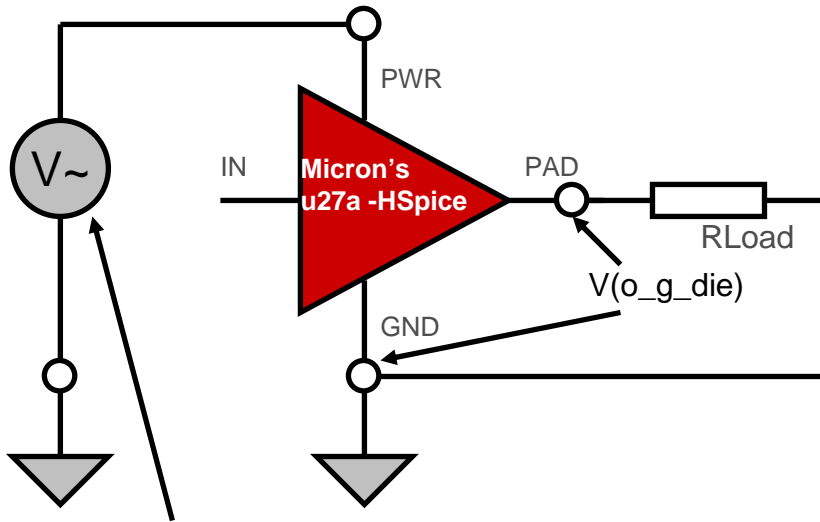 PWR
V~
IN
Micron's
u27a -HSpice
PAD
RLoad
V(o_g_die)
GND